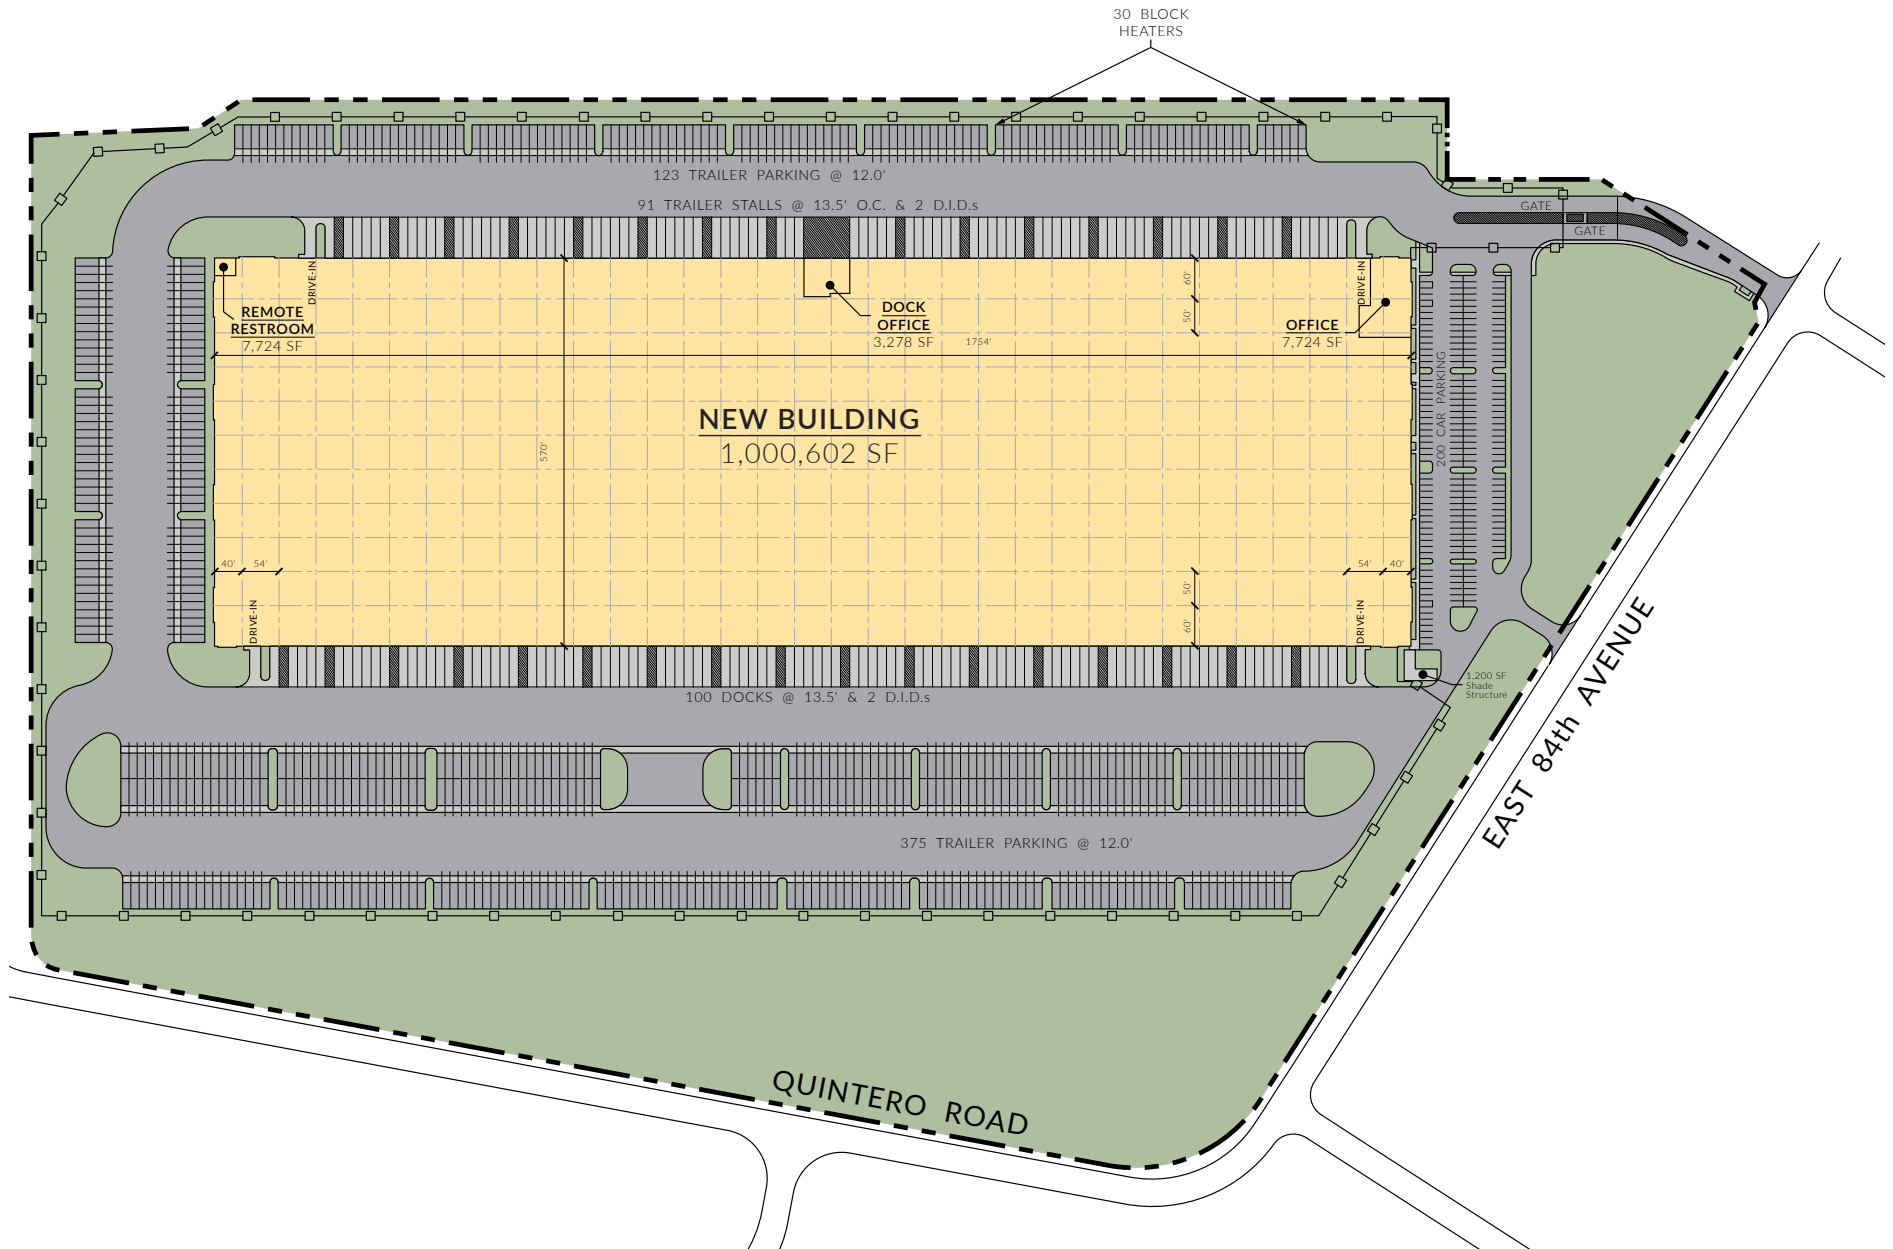 30 BLOCK
HEATERS
123 TRAILER PARKING @ 12.0'
91 TRAILER STALLS @ 13.5' O.C. & 2 D.I.D.s
GATE
GATE
DRIVE-IN
DRIVE-IN
60'
50'
REMOTE
RESTROOM
7,724 SF
DOCK
OFFICE
3,278 SF
1754'
OFFICE
7,724 SF
200 CAR PARKING
NEW BUILDING
1,000,602 SF
570'
40'
54'
54'
40'
50'
60'
DRIVE-IN
DRIVE-IN
1,200 SF
Shade
Structure
100 DOCKS @ 13.5' & 2 D.I.D.s
EAST 84th AVENUE
375 TRAILER PARKING @ 12.0'
QUINTERO ROAD